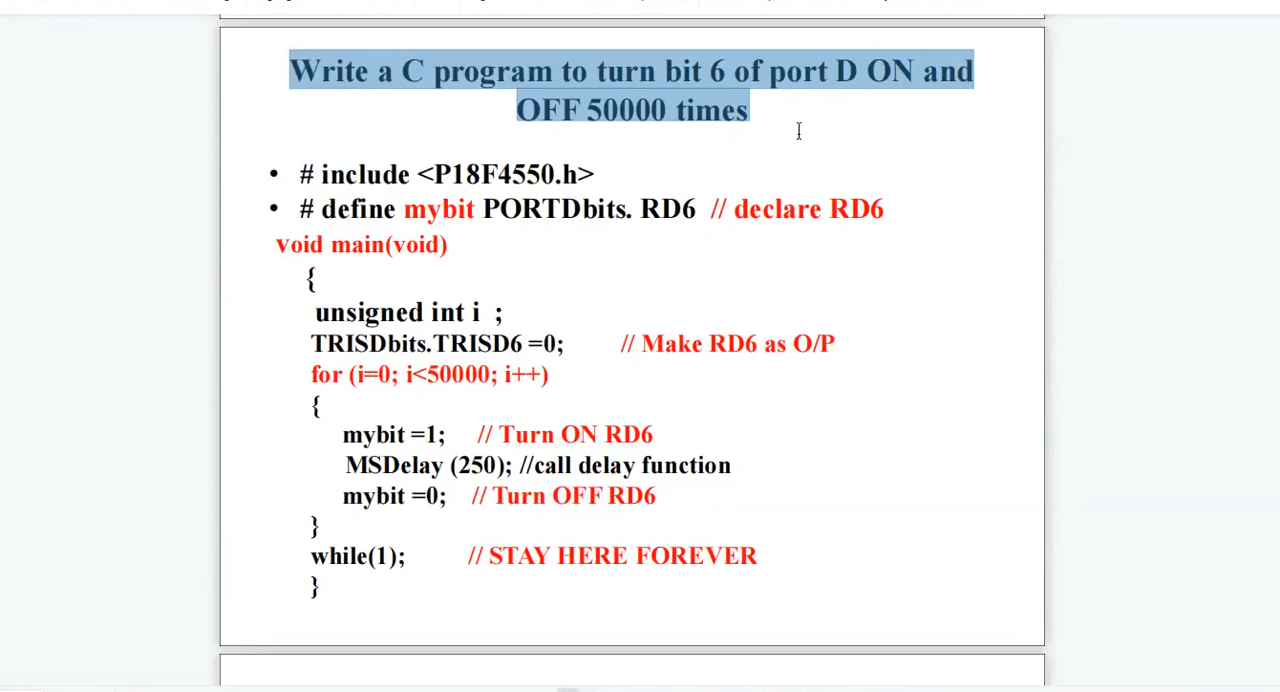 Write a C program to turn bit 6 of port D ON and
OFF 50000 times
• # include <P18F4550.h>
• # define mybit PORTDbits. RD6 // declare RD6
void main(void)
{
unsigned int i ;
TRISDbits.TRISD6 =0; // Make RD6 as O/P
for (i=0; i<50000; i++)
{
mybit =1; // Turn ON RD6
MSDelay (250); //call delay function
mybit =0; // Turn OFF RD6
}
while(1); // STAY HERE FOREVER
}